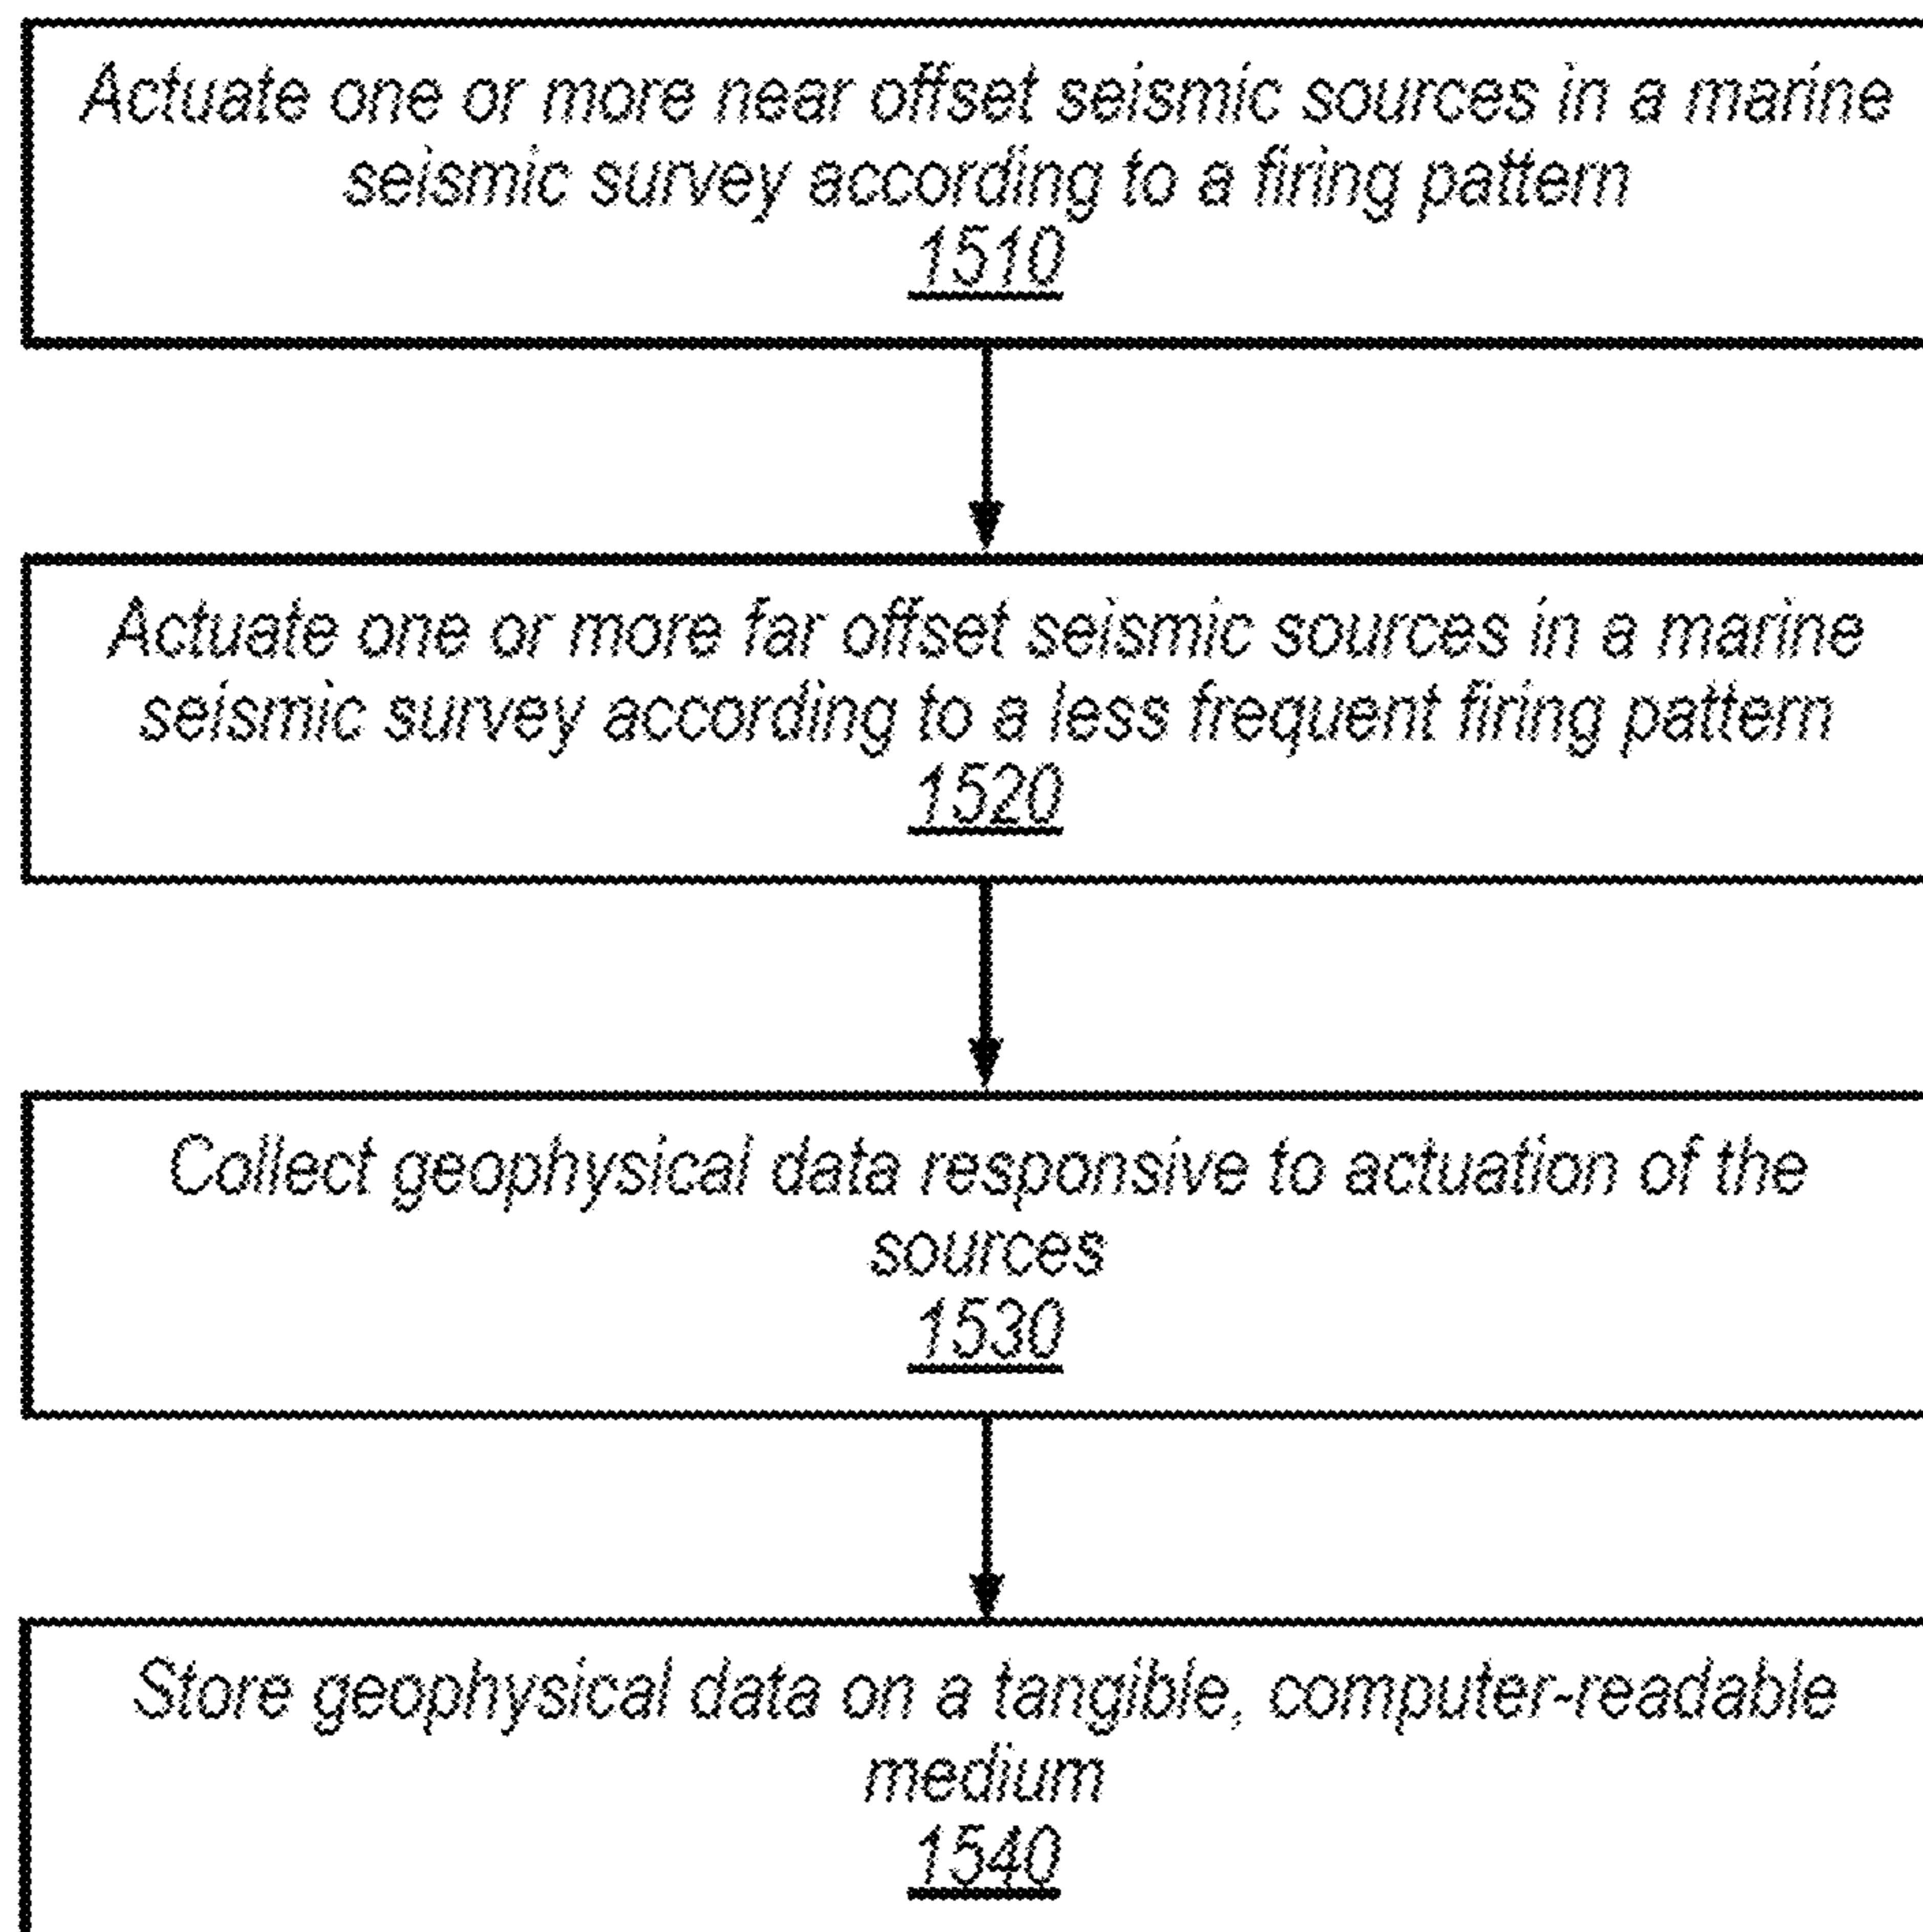 Actuate one or more near offset seismic sources in a marine
seismic survey according to a firing pattern
1510
Actuate one or more far offset seismic sources in a marine
seismic survey according to a less frequent firing pattern
1520
Collect geophysical data responsive to actuation of the
sources
1530
Store geophysical data on a tangible, computer-readable
medium
1540